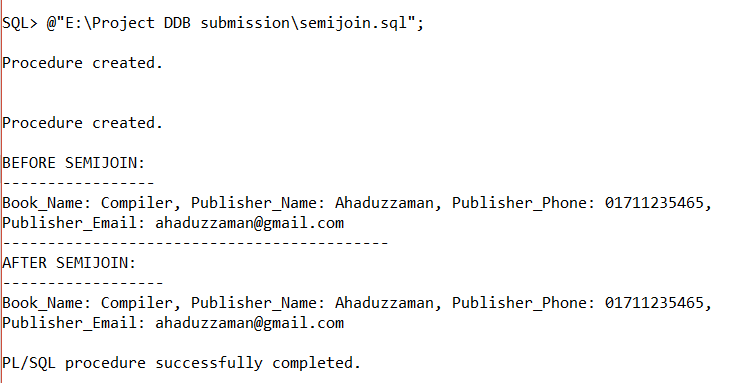 SQL> @"E:\Project DDB submission\semijoin.sql";
Procedure created.
Procedure created.
BEFORE SEMIJOIN:
-----------------
Book_Name: Compiler, Publisher_Name: Ahaduzzaman, Publisher_Phone: 01711235465,
Publisher_Email: ahaduzzaman@gmail.com
-------------------------------------------
AFTER SEMIJOIN:
------------------
Book_Name: Compiler, Publisher_Name: Ahaduzzaman, Publisher_Phone: 01711235465,
Publisher_Email: ahaduzzaman@gmail.com
PL/SQL procedure successfully completed.